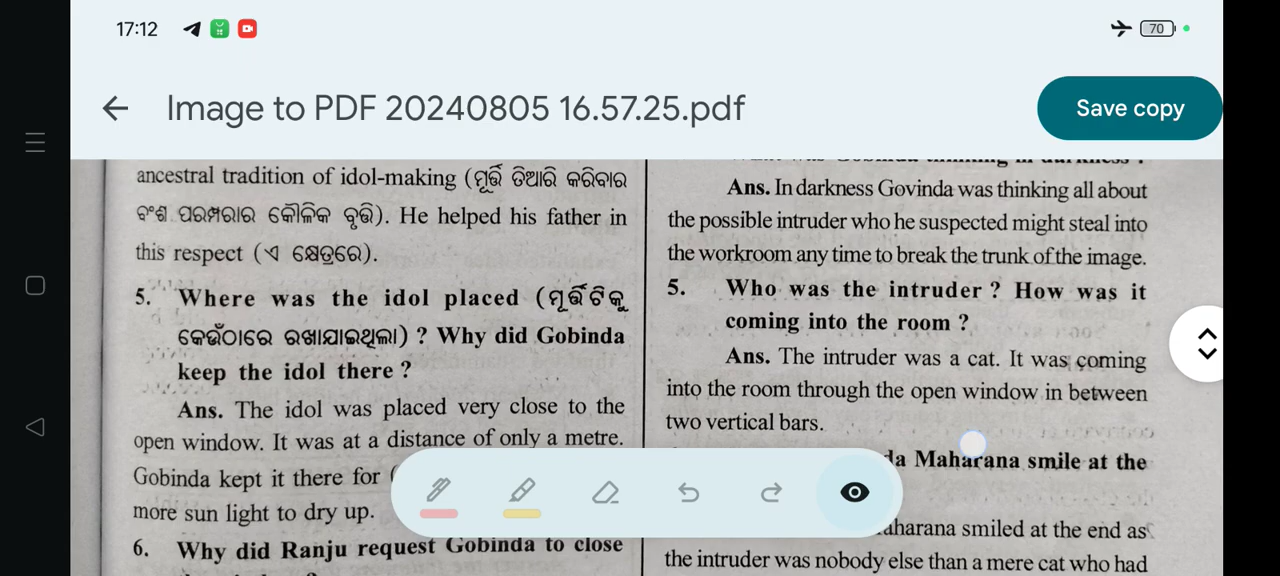 17:12
70
Image to PDF 20240805 16.57.25.pdf
Save copy
ancestral tradition of idol-making (ମୂର୍ତ୍ତି ତିଆରି କରିବାର
ବଂଶ ପରମ୍ପରାର କୌଳିକ ବୃତ୍ତି). He helped his father in
this respect (ଏ କ୍ଷେତ୍ରରେ).
5. Where was the idol placed (ମୂର୍ତ୍ତିଟିକୁ
କେଉଁଠାରେ ରଖାଯାଇଥିଲା) ? Why did Gobinda
keep the idol there ?
Ans. The idol was placed very close to the
open window. It was at a distance of only a metre.
Gobinda kept it there for (
more sun light to dry up.
6. Why did Ranju request Gobinda to close
Ans. In darkness Govinda was thinking all about
the possible intruder who he suspected might steal into
the workroom any time to break the trunk of the image.
5. Who was the intruder ? How was it
coming into the room ?
Ans. The intruder was a cat. It was coming
into the room through the open window in between
two vertical bars.
Maharana smile at the
smiled at the end as
the intruder was nobody else than a mere cat who had